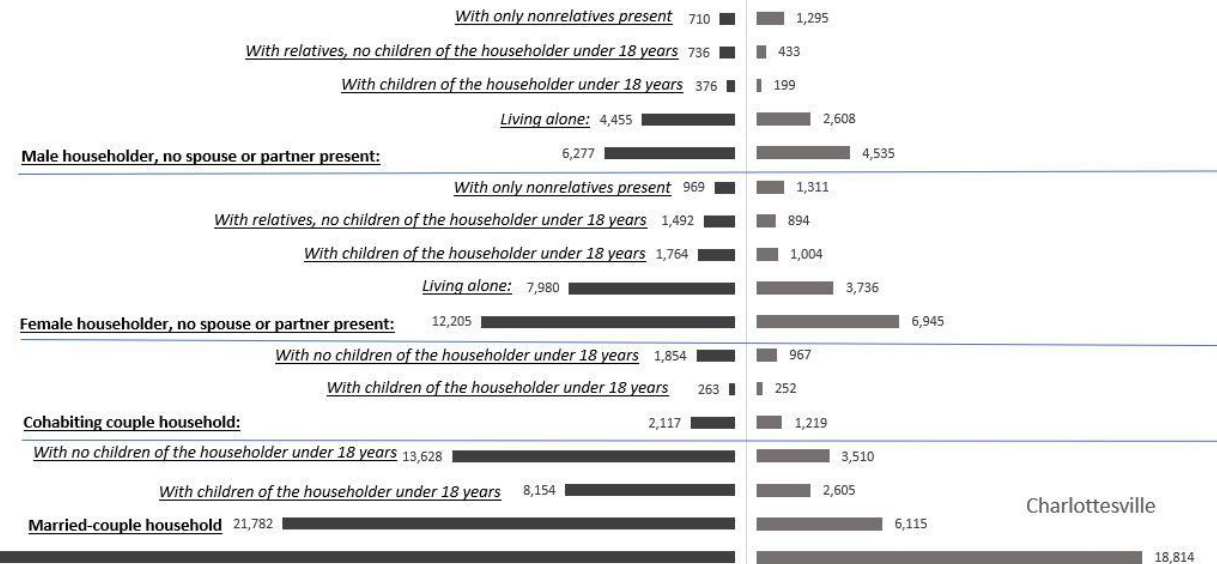 With only nonrelatives present 710 1,295
With relatives, no children of the householder under 18 years 736 433
With children of the householder under 18 years 376 199
Living alone: 4,455 2,608
Male householder, no spouse or partner present: 6,277 4,535
With only nonrelatives present 969 1,311
With relatives, no children of the householder under 18 years 1,492 894
With children of the householder under 18 years 1,764 1,004
Living alone: 7,980 3,736
Female householder, no spouse or partner present: 12,205 6,945
With no children of the householder under 18 years 1,854 967
With children of the householder under 18 years 263 252
Cohabiting couple household: 2,117 1,219
With no children of the householder under 18 years 13,628 3,510
With children of the householder under 18 years 8,154 2,605
Charlottesville
Married-couple household 21,782 6,115
18,814